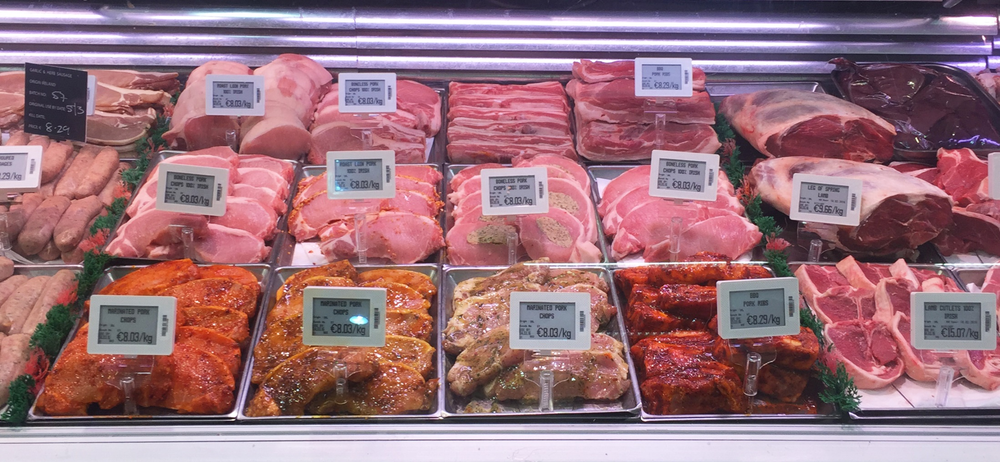 GARLIC & HERB SAUSAGE
ORIGIN IRELAND
BATCH NO. 57
ORIGINAL USE BY DATE 5/3
KILL DATE
PRICE € 8.29
ROAST LOIN PORK
100% IRISH
€8.03/kg
BONELESS PORK
CHOPS 100% IRISH
€8.03/kg
BBQ
PORK RIBS
€8.29/kg
OURED
AGES
.29/kg
BONELESS PORK
CHOPS 100% IRISH
€8.03/kg
ROAST LOIN PORK
100% IRISH
€8.03/kg
BONELESS PORK
CHOPS 100% IRISH
€8.03/kg
BONELESS PORK
CHOPS 100% IRISH
€8.03/kg
LEG OF SPRING
LAMB
€9.66/kg
MARINATED PORK
CHOPS
€8.03/kg
MARINATED PORK
CHOPS
€8.03/kg
MARINATED PORK
CHOPS
€8.03/kg
BBQ
PORK RIBS
€8.29/kg
LAMB CUTLETS 100%
IRISH
€15.07/kg